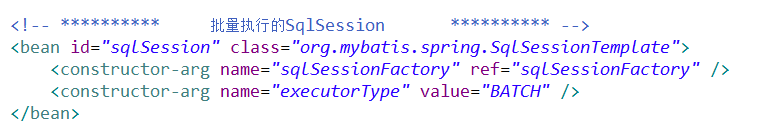 <!-- **********     批量执行的SqlSession      ********** -->
<bean id="sqlSession" class="org.mybatis.spring.SqlSessionTemplate">
    <constructor-arg name="sqlSessionFactory" ref="sqlSessionFactory" />
    <constructor-arg name="executorType" value="BATCH" />
</bean>